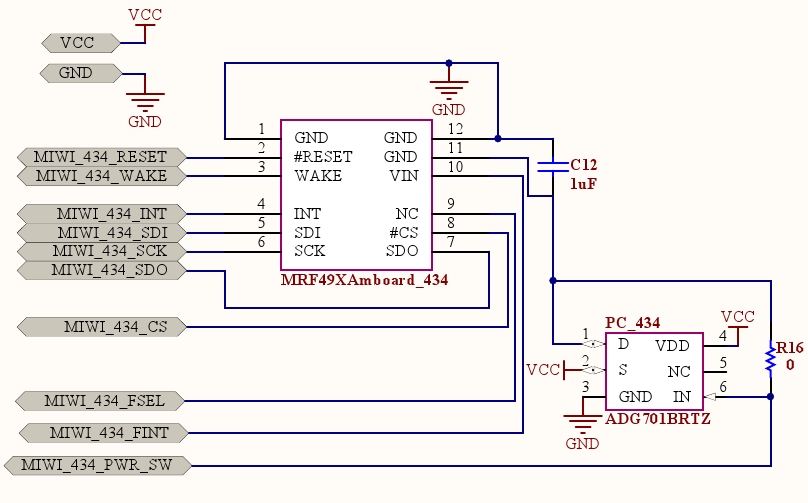 VCC
VCC
GND
GND
GND
1 GND GND 12
2 #RESET GND 11
3 WAKE VIN 10
4 INT NC 9
5 SDI #CS 8
6 SCK SDO 7
MRF49XAmboard_434
MIWI_434_RESET
MIWI_434_WAKE
MIWI_434_INT
MIWI_434_SDI
MIWI_434_SCK
MIWI_434_SDO
MIWI_434_CS
MIWI_434_FSEL
MIWI_434_FINT
MIWI_434_PWR_SW
C12
1uF
PC_434
VCC
1 D VDD 4
VCC 2 S NC 5
3 GND IN 6
ADG701BRTZ
GND
R16
0